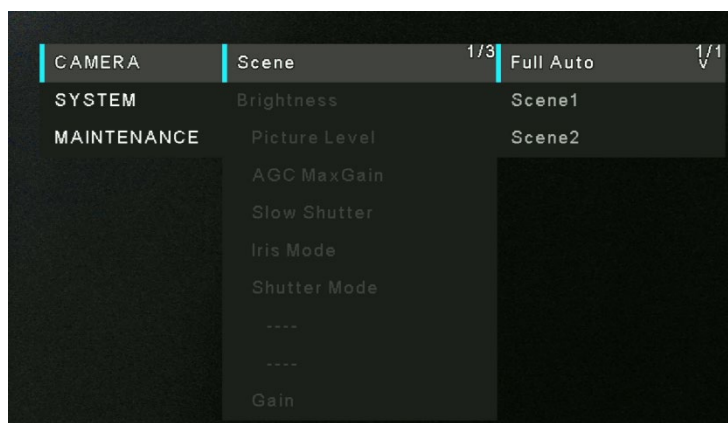 CAMERA
SYSTEM
MAINTENANCE
Scene 1/3
Brightness
Picture Level
AGC MaxGain
Slow Shutter
Iris Mode
Shutter Mode
----
----
Gain
Full Auto 1/1
v
Scene1
Scene2